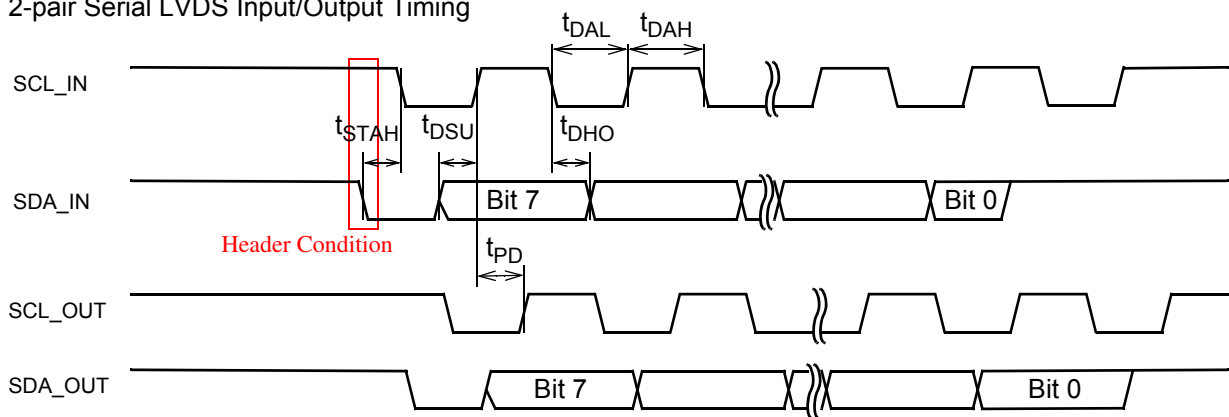 2-pair Serial LVDS Input/Output Timing
tDAL tDAH
SCL_IN
tSTAH tDSU tDHO
SDA_IN Bit 7 Bit 0
Header Condition
tPD
SCL_OUT
SDA_OUT Bit 7 Bit 0